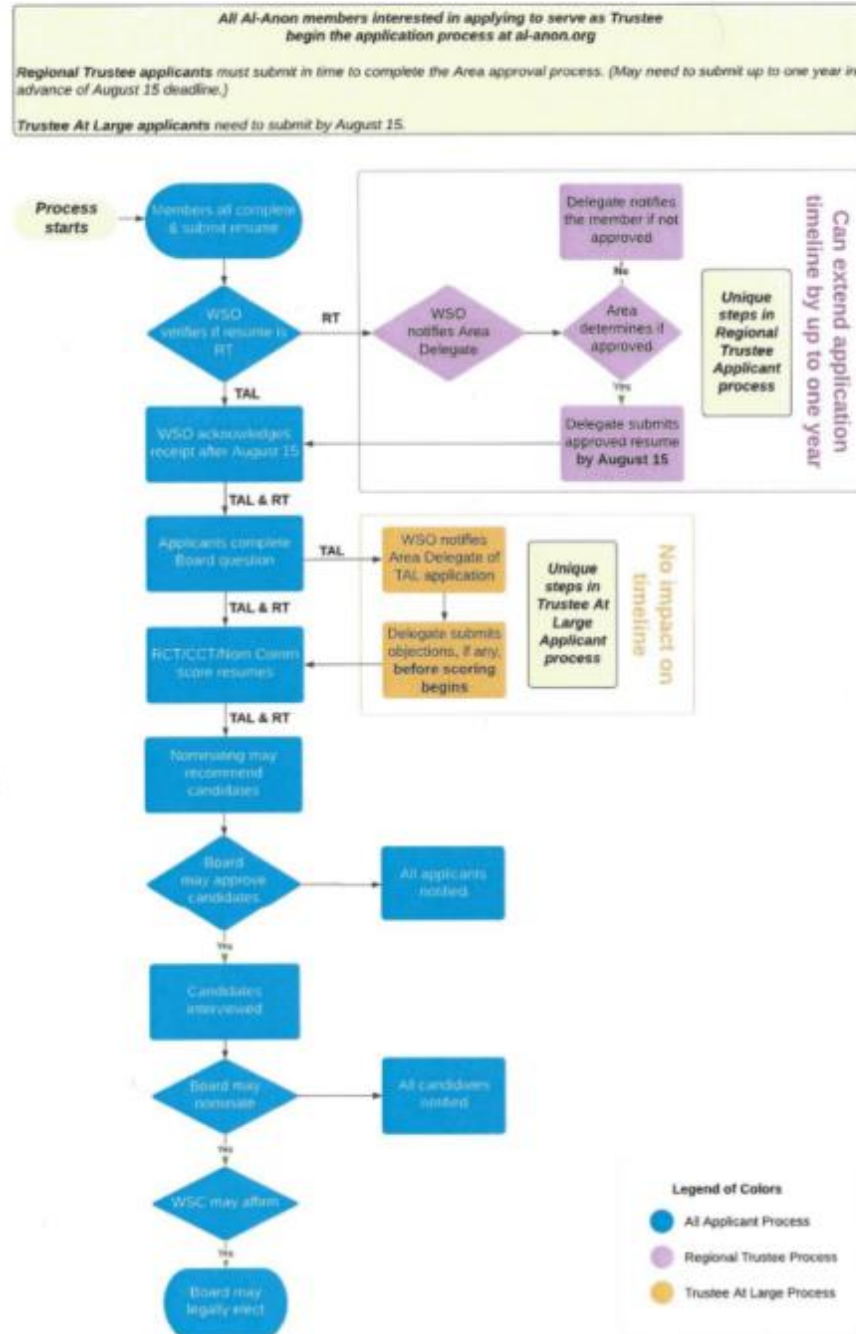 All Al-Anon members interested in applying to serve as Trustee
begin the application process at al-anon.org
Regional Trustee applicants must submit in time to complete the Area approval process. (May need to submit up to one year in
advance of August 15 deadline.)
Trustee At Large applicants need to submit by August 15.
Process
starts
Members all complete
& submit resume
WSO
verifies if resume is
RT
RT
WSO
notifies Area
Delegate
Delegate notifies
the member if not
approved
No
Area
determines if
approved
Yes
Delegate submits
approved resume
by August 15
Unique
steps in
Regional
Trustee
Applicant
process
Can extend application
timeline by up to one year
TAL
WSO acknowledges
receipt after August 15
TAL & RT
Applicants complete
Board question
TAL
WSO notifies
Area Delegate of
TAL application
Delegate submits
objections, if any,
before scoring
begins
Unique
steps in
Trustee At
Large
Applicant
process
No impact on
timeline
TAL & RT
RCT/CCT/Nom Comm
score resumes
TAL & RT
Nominating may
recommend
candidates
Board
may approve
candidates
All applicants
notified
Yes
Candidates
interviewed
Board may
nominate
All candidates
notified
Yes
WSC may affirm
Yes
Board may
legally elect
Legend of Colors
All Applicant Process
Regional Trustee Process
Trustee At Large Process